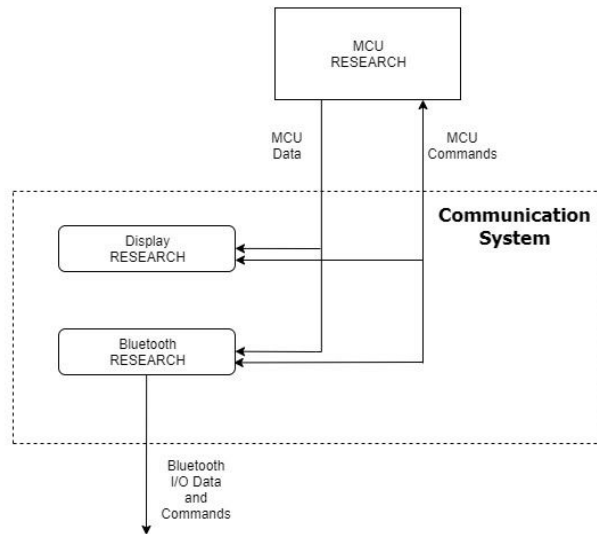 MCU
RESEARCH
MCU
Data
MCU
Commands
Communication
System
Display
RESEARCH
Bluetooth
RESEARCH
Bluetooth
I/O Data
and
Commands